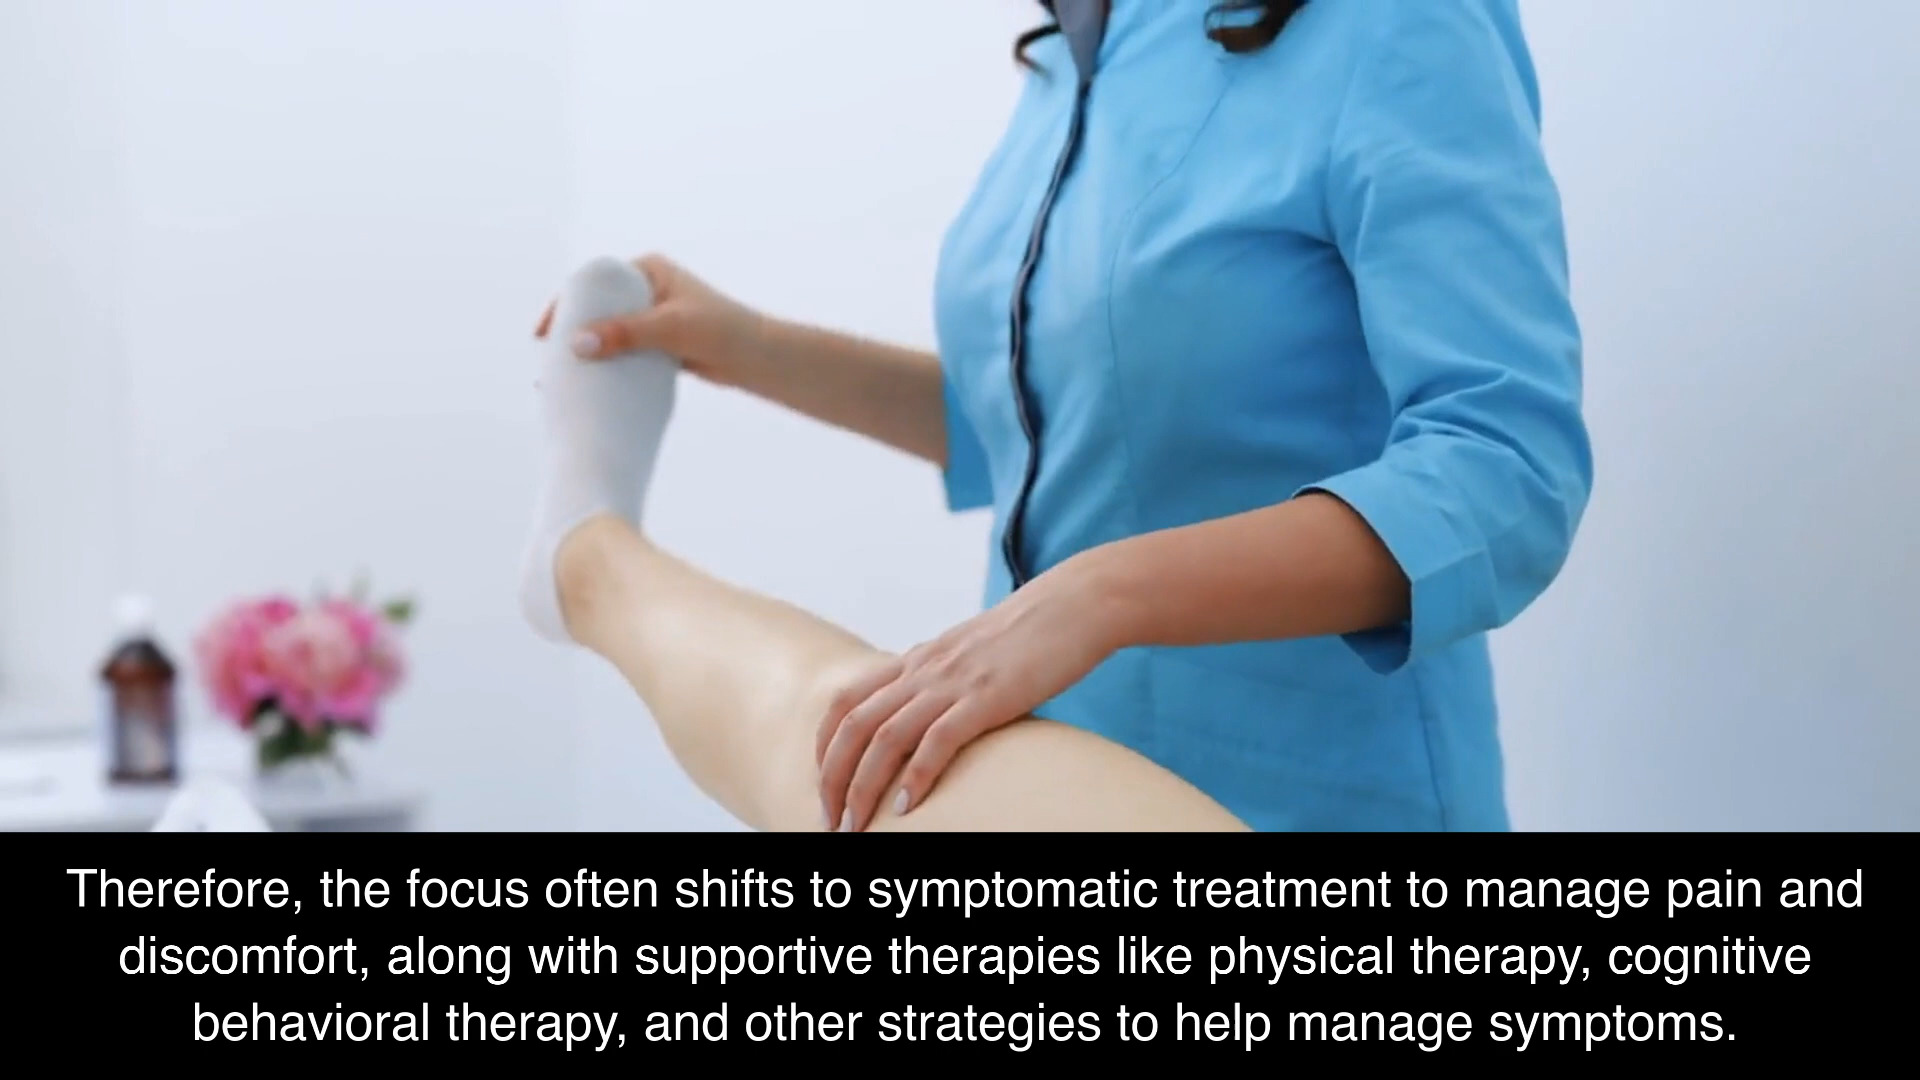 Therefore, the focus often shifts to symptomatic treatment to manage pain and
discomfort, along with supportive therapies like physical therapy, cognitive
behavioral therapy, and other strategies to help manage symptoms.